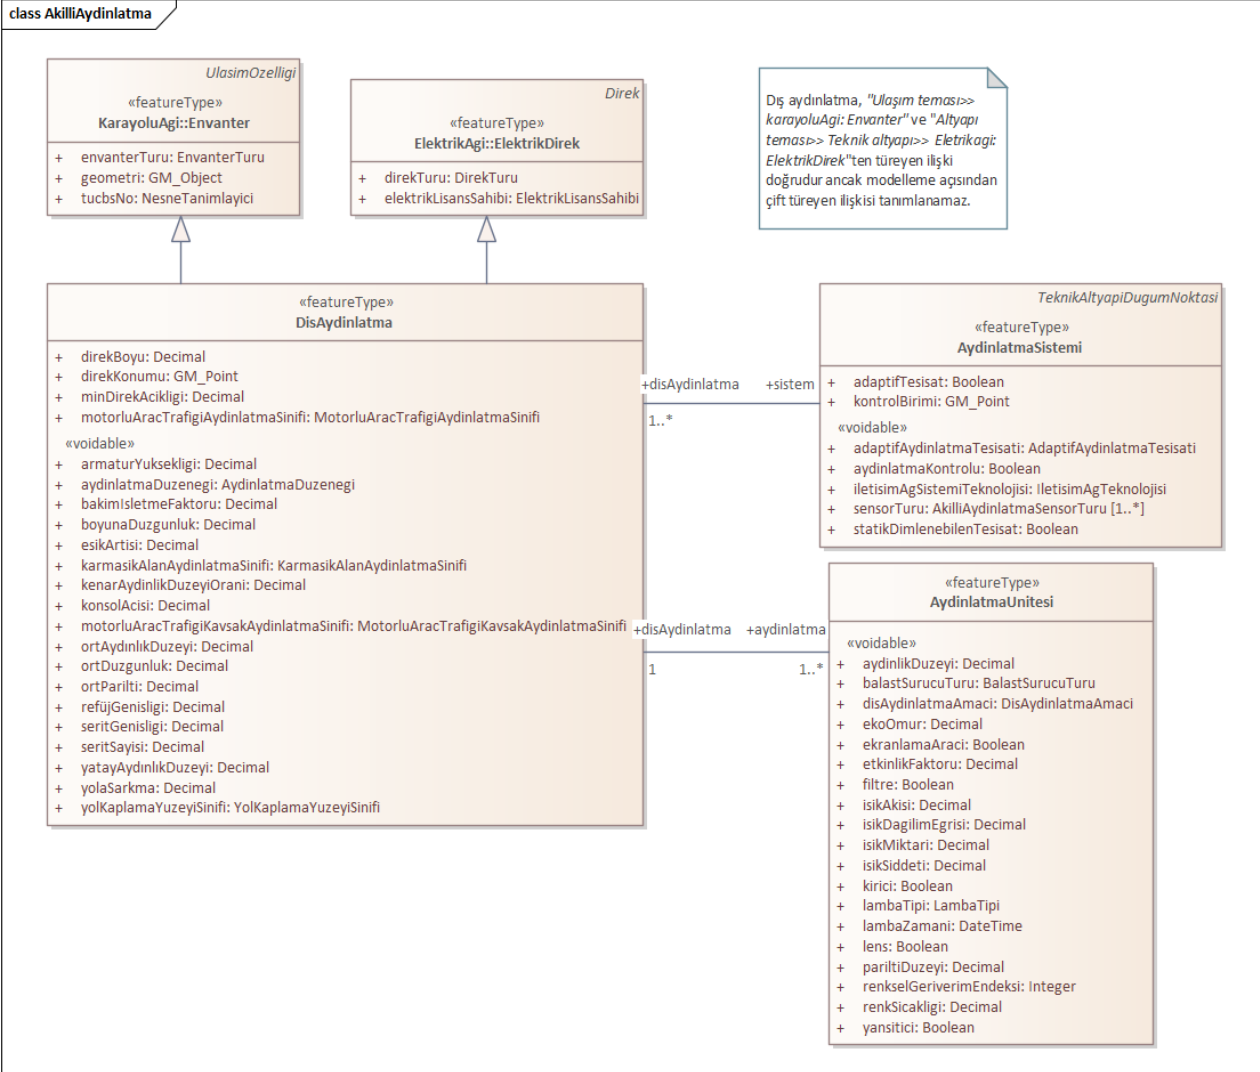 class AkilliAydinlatma
UlasimOzelligi
«featureType»
KarayoluAgi::Envanter
+ envanterTuru: EnvanterTuru
+ geometri: GM_Object
+ tucbsNo: NesneTanimlayici
Direk
«featureType»
ElektrikAgi::ElektrikDirek
+ direkTuru: DirekTuru
+ elektrikLisansSahibi: ElektrikLisansSahibi
Dış aydınlatma, "Ulaşım teması>>
karayoluAgi: Envanter" ve "Altyapı
teması>> Teknik altyapı>> Eletrikagi:
ElektrikDirek"ten türeyen ilişki
doğrudur ancak modelleme açısından
çift türeyen ilişkisi tanımlanamaz.
«featureType»
DisAydinlatma
+ direkBoyu: Decimal
+ direkKonumu: GM_Point
+ minDirekAcikligi: Decimal
+ motorluAracTrafigiAydinlatmaSinifi: MotorluAracTrafigiAydinlatmaSinifi
«voidable»
+ armaturYuksekligi: Decimal
+ aydinlatmaDuzenegi: AydinlatmaDuzenegi
+ bakimIsletmeFaktoru: Decimal
+ boyunaDuzgunluk: Decimal
+ esikArtisi: Decimal
+ karmasikAlanAydinlatmaSinifi: KarmasikAlanAydinlatmaSinifi
+ kenarAydinlikDuzeyiOrani: Decimal
+ konsolAcisi: Decimal
+ motorluAracTrafigiKavsakAydinlatmaSinifi: MotorluAracTrafigiKavsakAydinlatmaSinifi
+ ortAydınlıkDuzeyi: Decimal
+ ortDuzgunluk: Decimal
+ ortParilti: Decimal
+ refüjGenisligi: Decimal
+ seritGenisligi: Decimal
+ seritSayisi: Decimal
+ yatayAydınlıkDuzeyi: Decimal
+ yolaSarkma: Decimal
+ yolKaplamaYuzeyiSinifi: YolKaplamaYuzeyiSinifi
+disAydinlatma +sistem
1..*
TeknikAltyapiDugumNoktasi
«featureType»
AydinlatmaSistemi
+ adaptifTesisat: Boolean
+ kontrolBirimi: GM_Point
«voidable»
+ adaptifAydinlatmaTesisati: AdaptifAydinlatmaTesisati
+ aydinlatmaKontrolu: Boolean
+ iletisimAgSistemiTeknolojisi: IletisimAgTeknolojisi
+ sensorTuru: AkilliAydinlatmaSensorTuru [1..*]
+ statikDimlenebilenTesisat: Boolean
+disAydinlatma +aydinlatma
1 1..*
«featureType»
AydinlatmaUnitesi
«voidable»
+ aydinlikDuzeyi: Decimal
+ balastSurucuTuru: BalastSurucuTuru
+ disAydinlatmaAmaci: DisAydinlatmaAmaci
+ ekoOmur: Decimal
+ ekranlamaAraci: Boolean
+ etkinlikFaktoru: Decimal
+ filtre: Boolean
+ isikAkisi: Decimal
+ isikDagilimEgrisi: Decimal
+ isikMiktari: Decimal
+ isikSiddeti: Decimal
+ kirici: Boolean
+ lambaTipi: LambaTipi
+ lambaZamani: DateTime
+ lens: Boolean
+ pariltiDuzeyi: Decimal
+ renkselGeriverimEndeksi: Integer
+ renkSicakligi: Decimal
+ yansitici: Boolean